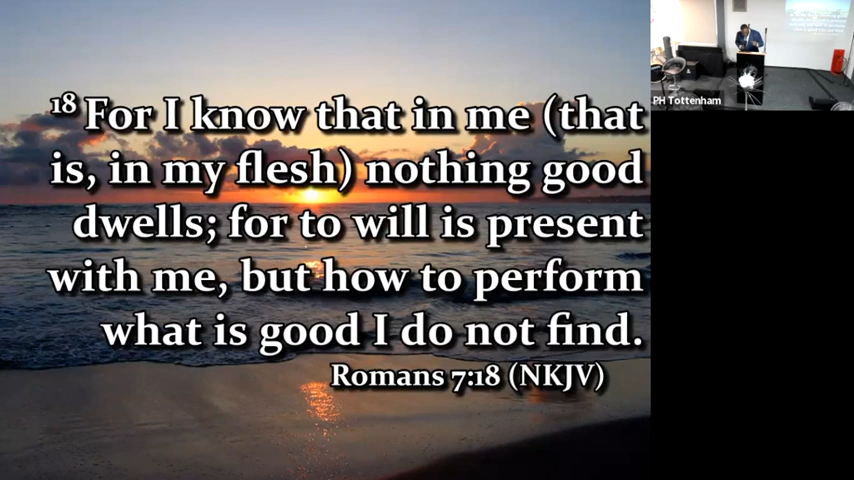 18 For I know that in me (that
is, in my flesh) nothing good
dwells; for to will is present
with me, but how to perform
what is good I do not find.
Romans 7:18 (NKJV)
PH Tottenham